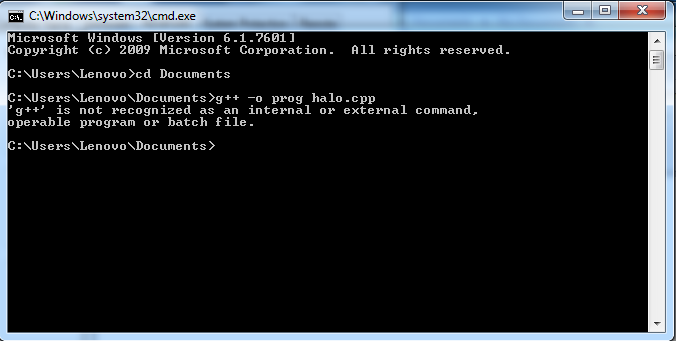 C:\Windows\system32\cmd.exe
Microsoft Windows [Version 6.1.7601]
Copyright (c) 2009 Microsoft Corporation.  All rights reserved.
C:\Users\Lenovo>cd Documents
C:\Users\Lenovo\Documents>g++ -o prog halo.cpp
'g++' is not recognized as an internal or external command,
operable program or batch file.
C:\Users\Lenovo\Documents>